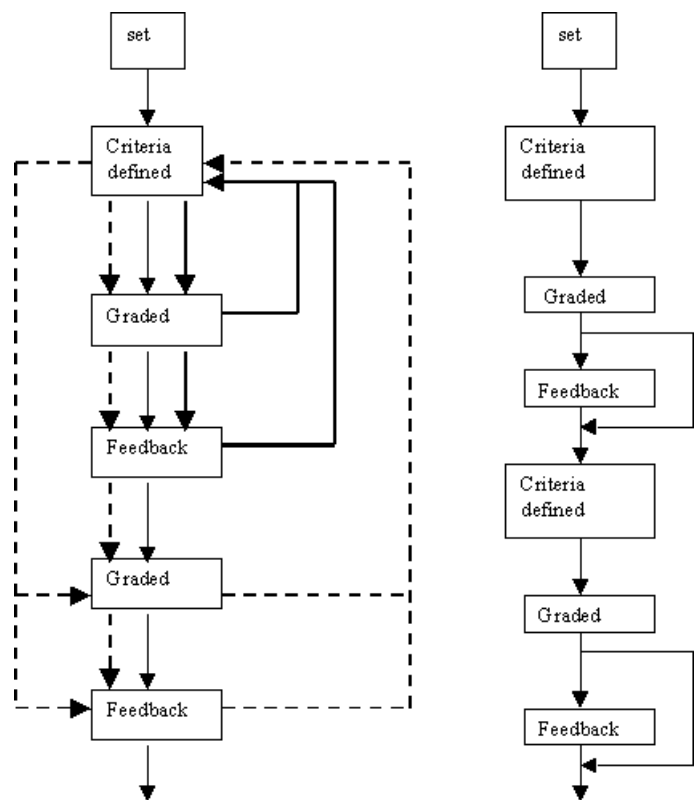 set
Criteria
defined
Graded
Feedback
Graded
Feedback
set
Criteria
defined
Graded
Feedback
Criteria
defined
Graded
Feedback